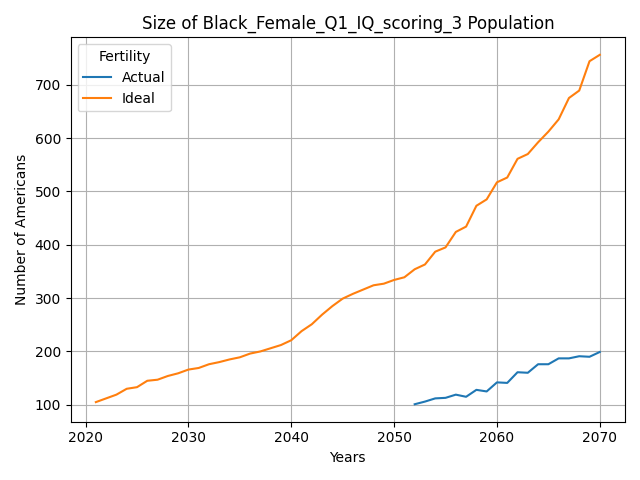 Size of Black_Female_Q1_IQ_scoring_3 Population
Fertility
Actual
Ideal
Number of Americans
700
600
500
400
300
200
100
2020 2030 2040 2050 2060 2070
Years